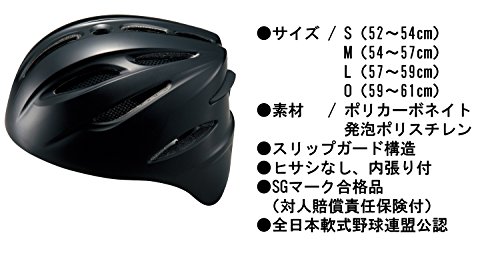 ●サイズ / S（52〜54cm）
M（54〜57cm）
L（57〜59cm）
O（59〜61cm）
●素材 / ポリカーボネイト
発泡ポリスチレン
●スリップガード構造
●ヒサシなし、内張り付
●SGマーク合格品
（対人賠償責任保険付）
●全日本軟式野球連盟公認